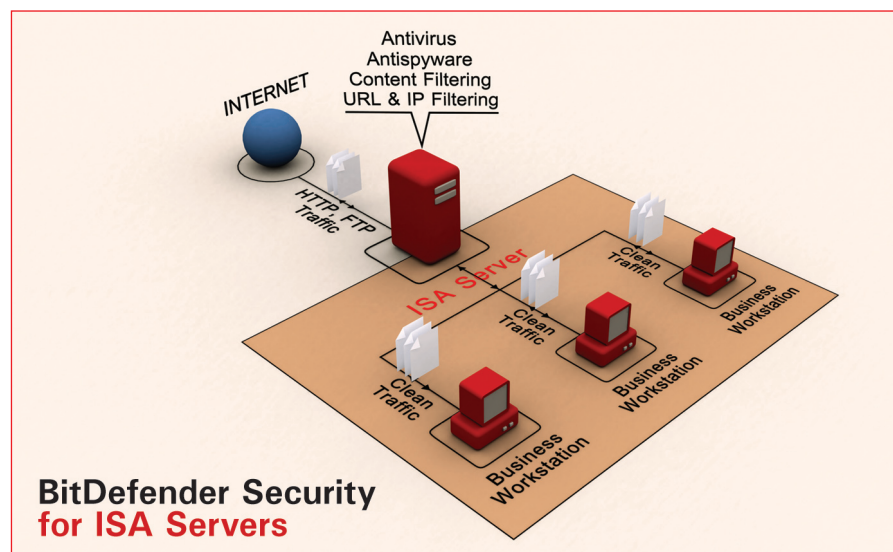 Antivirus
Antispyware
Content Filtering
URL & IP Filtering
INTERNET
HTTP, FTP
Traffic
ISA Server
Clean
Traffic
Business
Workstation
Clean
Traffic
Business
Workstation
Clean
Traffic
Business
Workstation
BitDefender Security
for ISA Servers